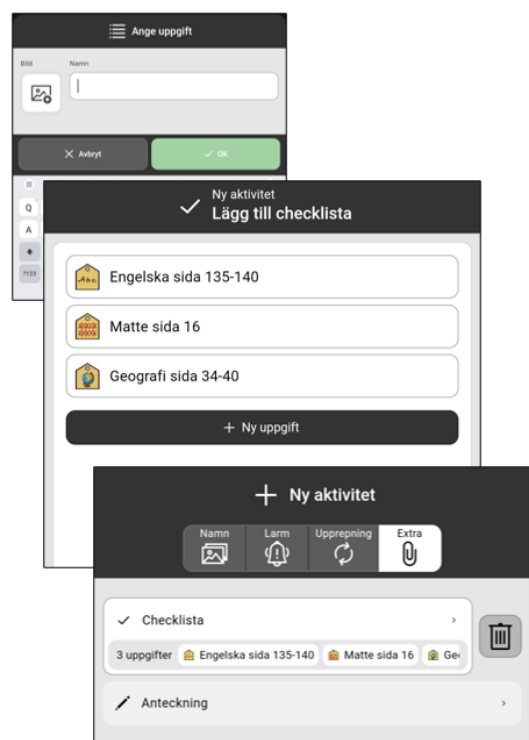 Ange uppgift
Bild
Namn
Avbryt
OK
Q
A
?123
Ny aktivitet
Lägg till checklista
Engelska sida 135-140
Matte sida 16
Geografi sida 34-40
+ Ny uppgift
+ Ny aktivitet
Namn Larm Upprepning Extra
Checklista
3 uppgifter Engelska sida 135-140 Matte sida 16 Geo
Anteckning